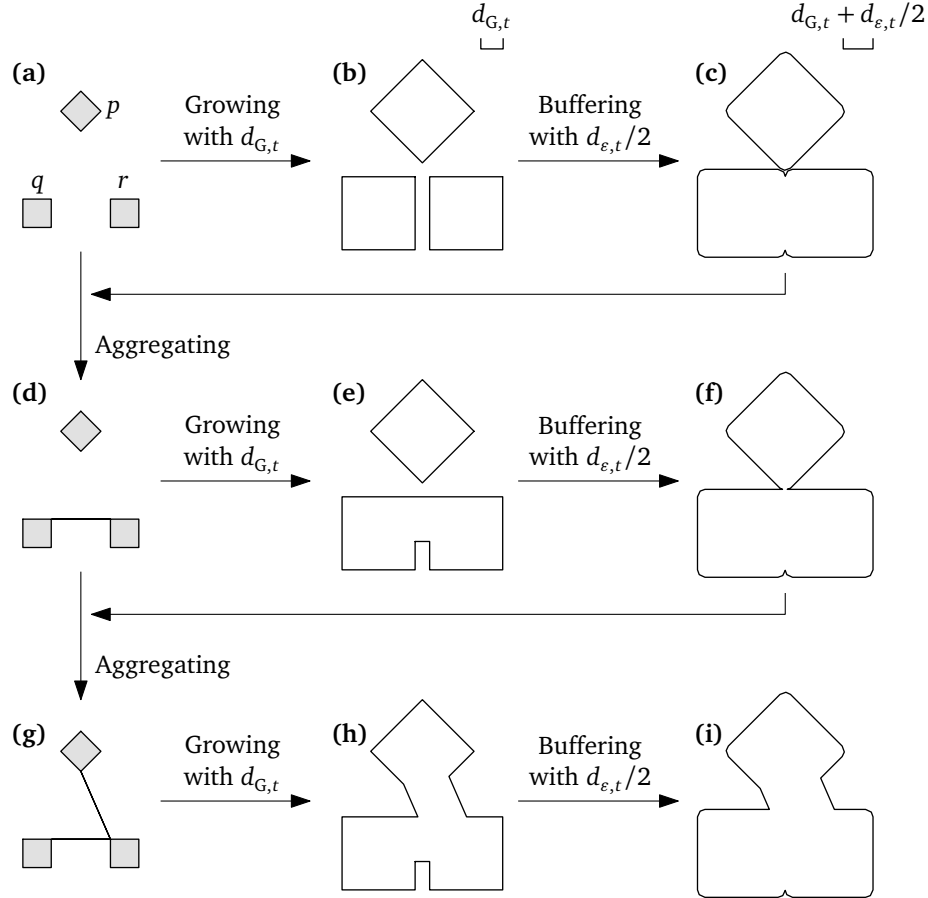 d_{G,t}
d_{G,t} + d_{ε,t}/2
(a)
(b)
(c)
p
Growing
with d_{G,t}
Buffering
with d_{ε,t}/2
q
r
Aggregating
(d)
(e)
(f)
Growing
with d_{G,t}
Buffering
with d_{ε,t}/2
Aggregating
(g)
(h)
(i)
Growing
with d_{G,t}
Buffering
with d_{ε,t}/2